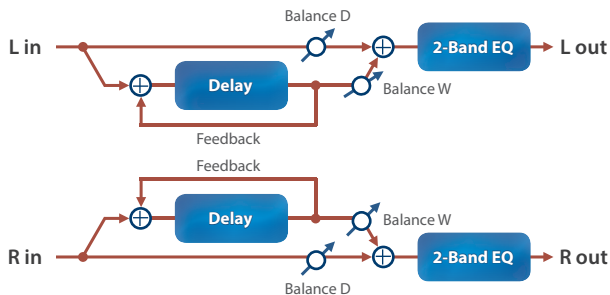 Balance D
L in
2-Band EQ
L out
Delay
Balance W
Feedback
Feedback
Delay
Balance W
R in
2-Band EQ
R out
Balance D